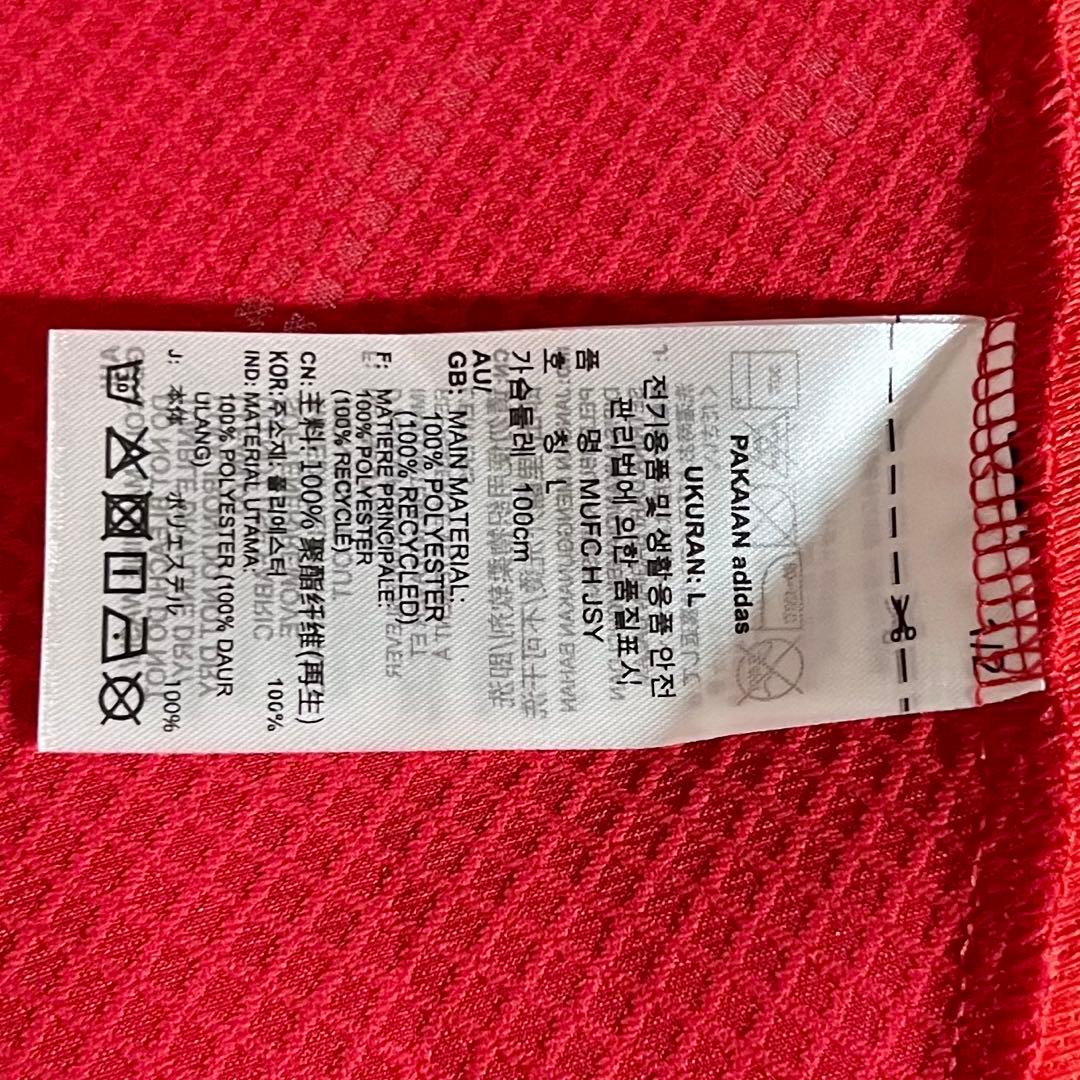 PAKAIAN adidas
UKURAN: L
전기용품 및 생활용품 안전
관리법에 의한 품질표시
품 명 MUFC H JSY
호 칭 L
가슴둘레 100cm
AU/
GB: MAIN MATERIAL:
100% POLYESTER
(100% RECYCLED)
F: MATIERE PRINCIPALE:
100% POLYESTER
(100% RECYCLÉ)
CN: 主料: 100% 聚酯纤维(再生)
KOR: 주소재: 폴리에스터 100%
IND: MATERIAL UTAMA:
100% POLYESTER (100% DAUR
ULANG)
J: 本体 ポリエステル 100%
30